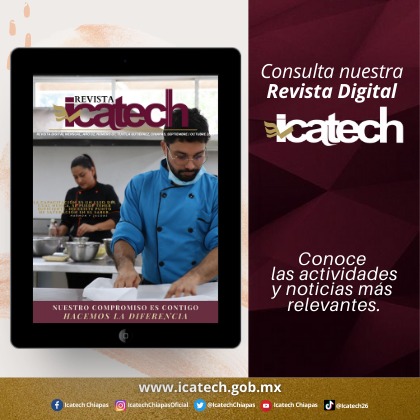 REVISTA
icatech
NUESTRO COMPROMISO ES CONTIGO
HACEMOS LA DIFERENCIA
Consulta nuestra
Revista Digital
icatech
Conoce
las actividades
y noticias más
relevantes.
www.icatech.gob.mx
Icatech Chiapas
IcatechChiapasOficial
@IcatechChiapas
Icatech Chiapas
@Icatech26